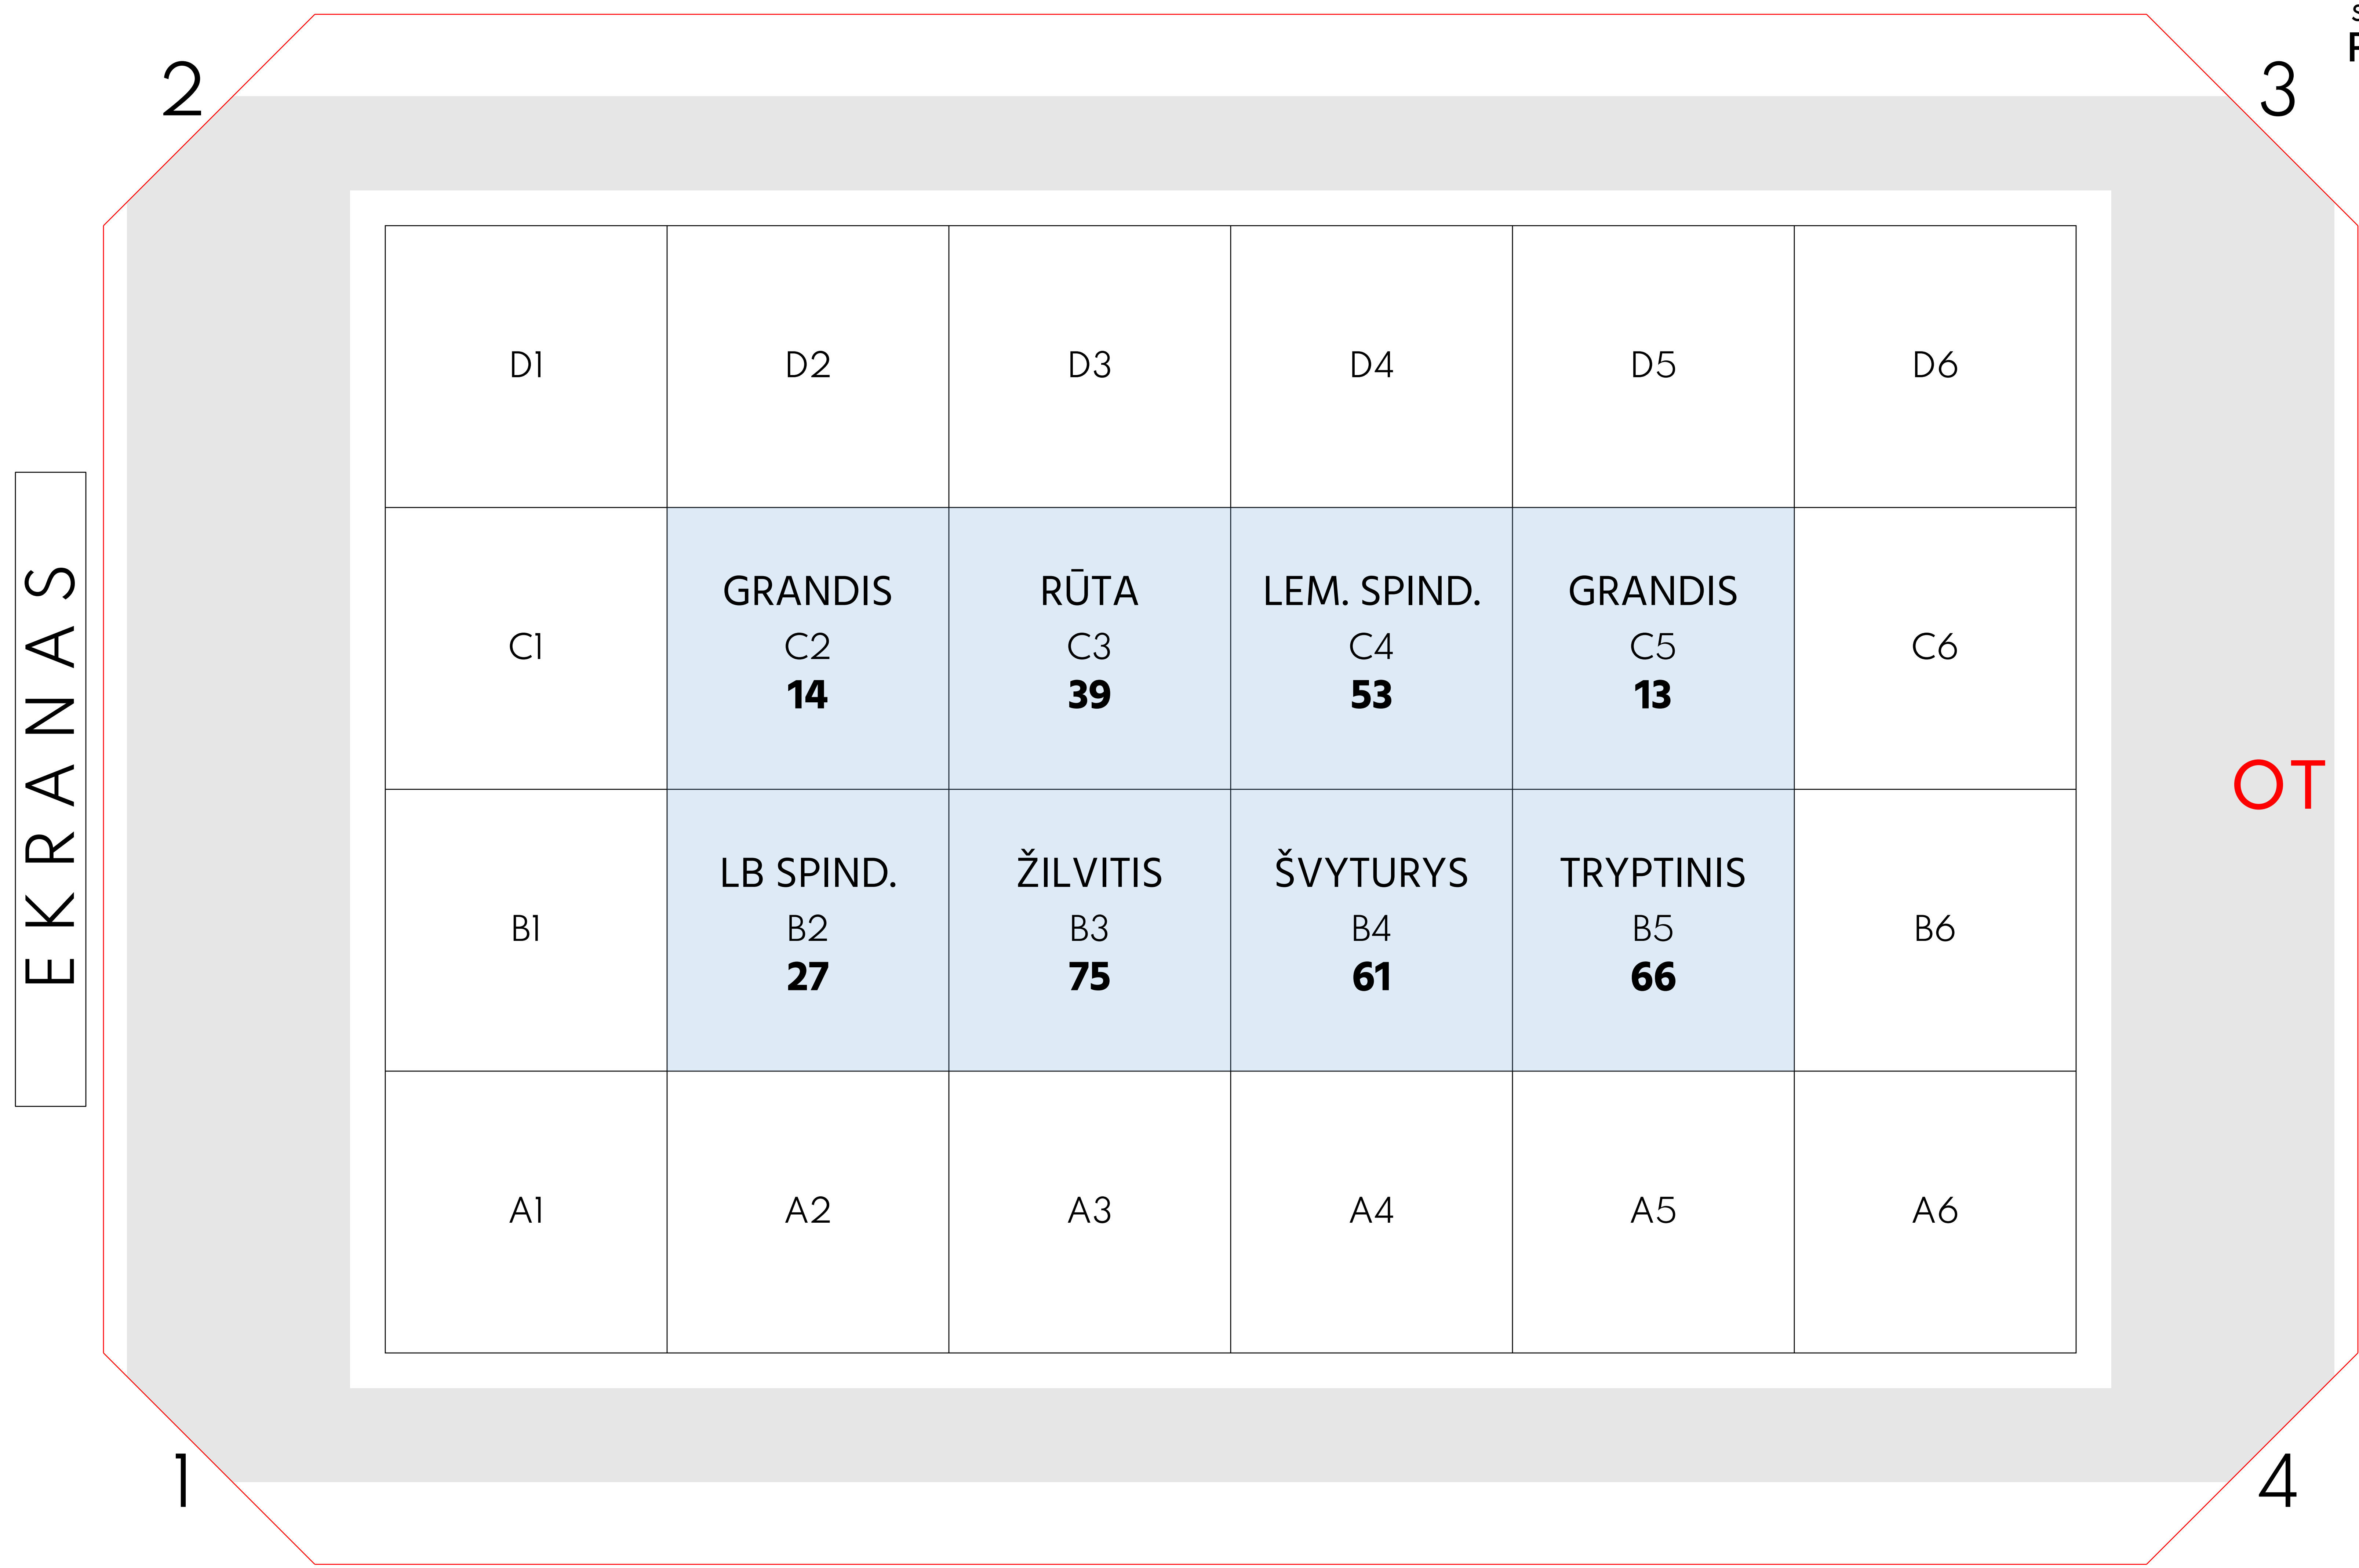 2
3
D1 D2 D3 D4 D5 D6
GRANDIS RŪTA LEM. SPIND. GRANDIS
C1 C2 C3 C4 C5 C6
14 39 53 13
EKRANAS
OT
LB SPIND. ŽILVITIS ŠVYTURYS TRYPTINIS
B1 B2 B3 B4 B5 B6
27 75 61 66
A1 A2 A3 A4 A5 A6
1
4